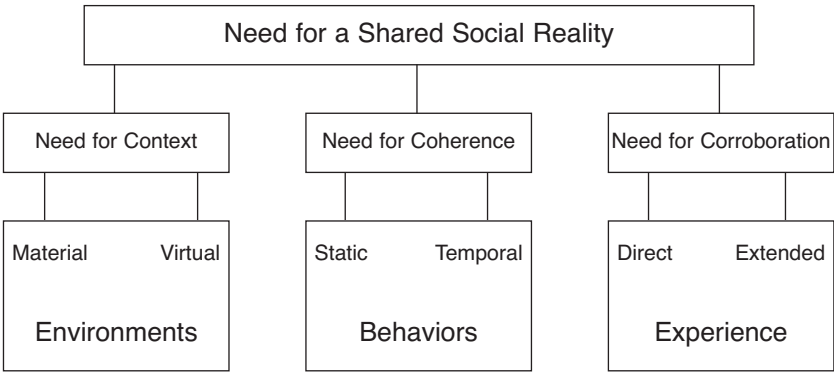 Need for a Shared Social Reality
Need for Context
Need for Coherence
Need for Corroboration
Material Virtual
Environments
Static Temporal
Behaviors
Direct Extended
Experience